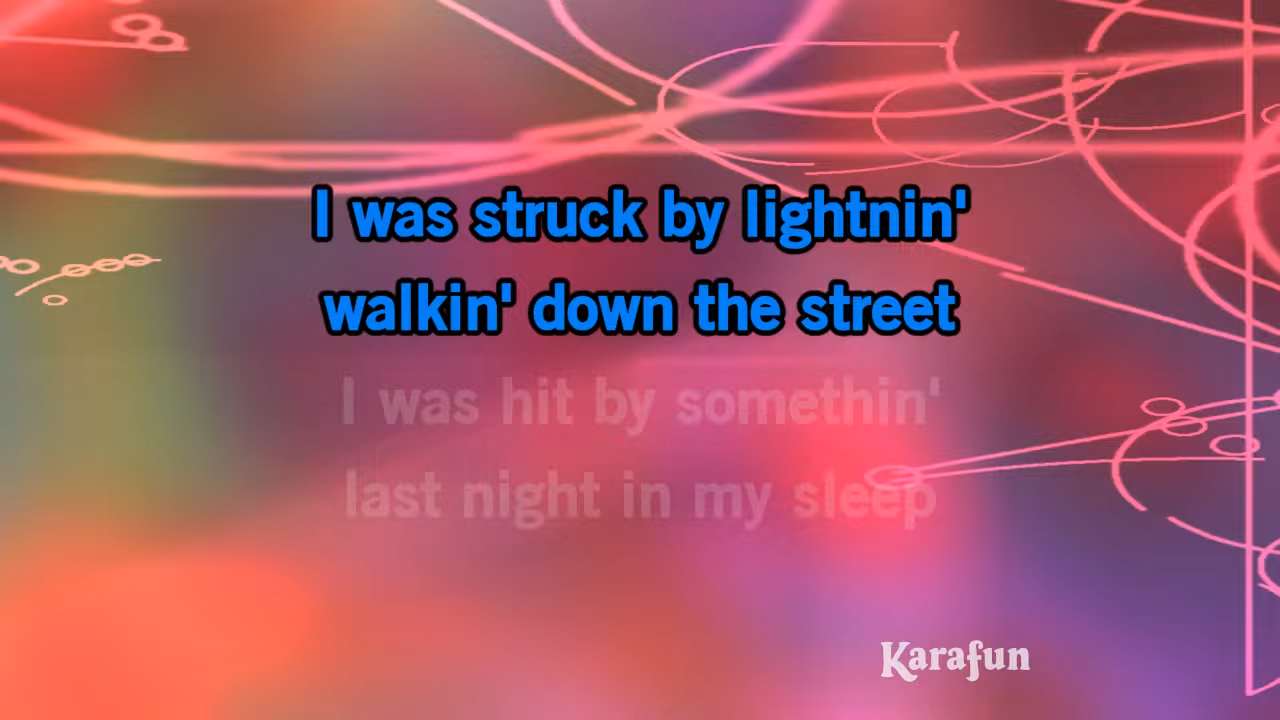 I was struck by lightnin'
walkin' down the street
I was hit by somethin'
last night in my sleep
Karafun